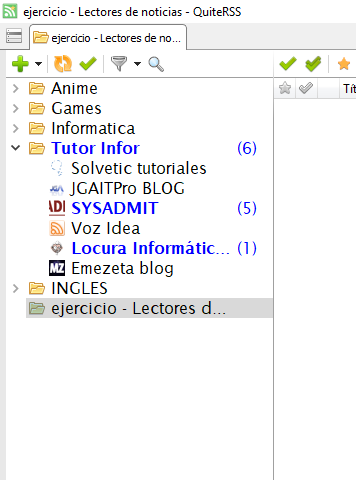 ejercicio - Lectores de noticias - QuiteRSS
ejercicio - Lectores de no...
Tít
Anime
Games
Informatica
Tutor Infor (6)
Solvetic tutoriales
JGAITPro BLOG
SYSADMIT (5)
Voz Idea
Locura Informátic... (1)
Emezeta blog
INGLES
ejercicio - Lectores d...